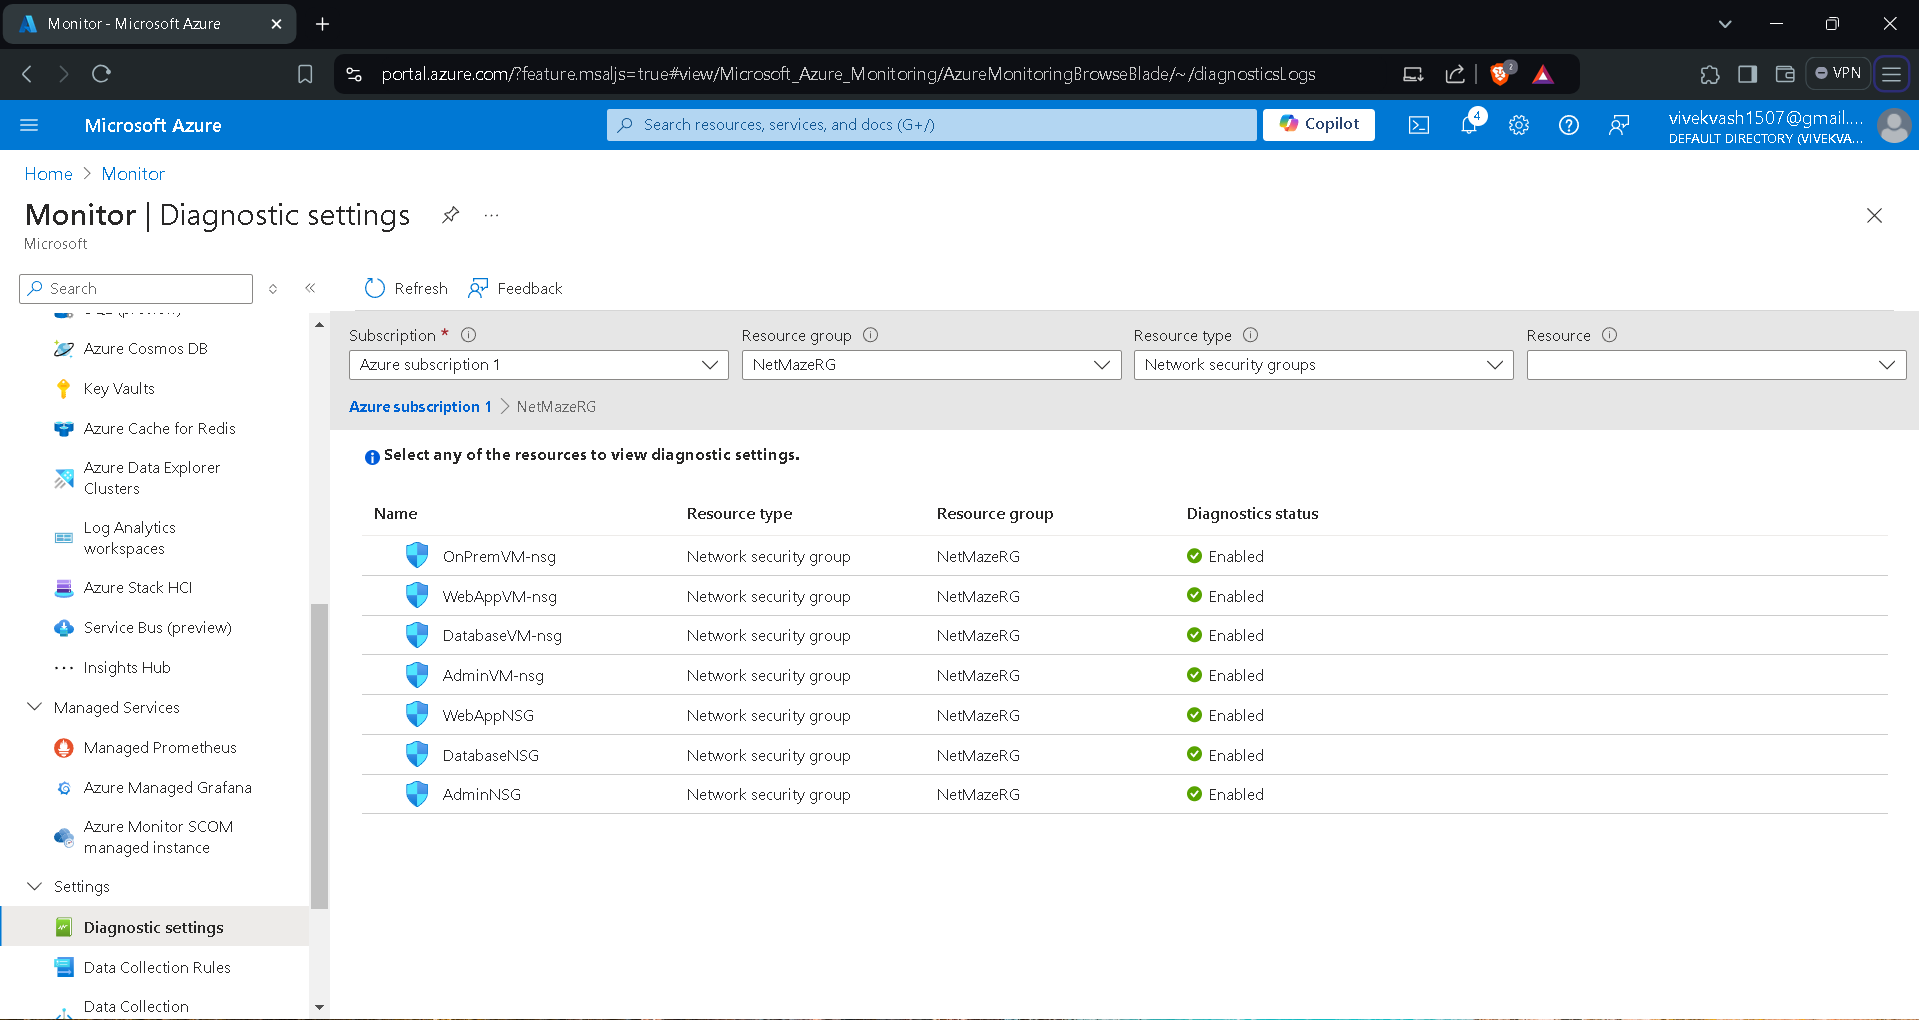 Monitor - Microsoft Azure
portal.azure.com/?feature.msaljs=true#view/Microsoft_Azure_Monitoring/AzureMonitoringBrowseBlade/~/diagnosticsLogs
2
VPN
Microsoft Azure
Search resources, services, and docs (G+/)
Copilot
4
vivekvash1507@gmail....
DEFAULT DIRECTORY (VIVEKVA...
Home > Monitor
Monitor | Diagnostic settings
...
Microsoft
Search
Refresh
Feedback
Azure Cosmos DB
Key Vaults
Azure Cache for Redis
Azure Data Explorer
Clusters
Log Analytics
workspaces
Azure Stack HCI
Service Bus (preview)
Insights Hub
Managed Services
Managed Prometheus
Azure Managed Grafana
Azure Monitor SCOM
managed instance
Settings
Diagnostic settings
Data Collection Rules
Data Collection
Subscription * Resource group Resource type Resource
Azure subscription 1 NetMazeRG Network security groups
Azure subscription 1 > NetMazeRG
Select any of the resources to view diagnostic settings.
Name Resource type Resource group Diagnostics status
OnPremVM-nsg Network security group NetMazeRG Enabled
WebAppVM-nsg Network security group NetMazeRG Enabled
DatabaseVM-nsg Network security group NetMazeRG Enabled
AdminVM-nsg Network security group NetMazeRG Enabled
WebAppNSG Network security group NetMazeRG Enabled
DatabaseNSG Network security group NetMazeRG Enabled
AdminNSG Network security group NetMazeRG Enabled